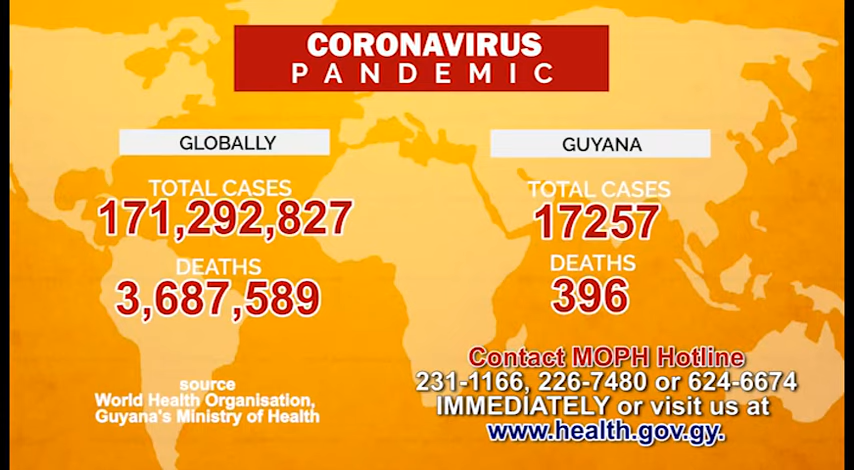 CORONAVIRUS
PANDEMIC
GLOBALLY
TOTAL CASES
171,292,827
DEATHS
3,687,589
source
World Health Organisation,
Guyana's Ministry of Health
GUYANA
TOTAL CASES
17257
DEATHS
396
Contact MOPH Hotline
231-1166, 226-7480 or 624-6674
IMMEDIATELY or visit us at
www.health.gov.gy.